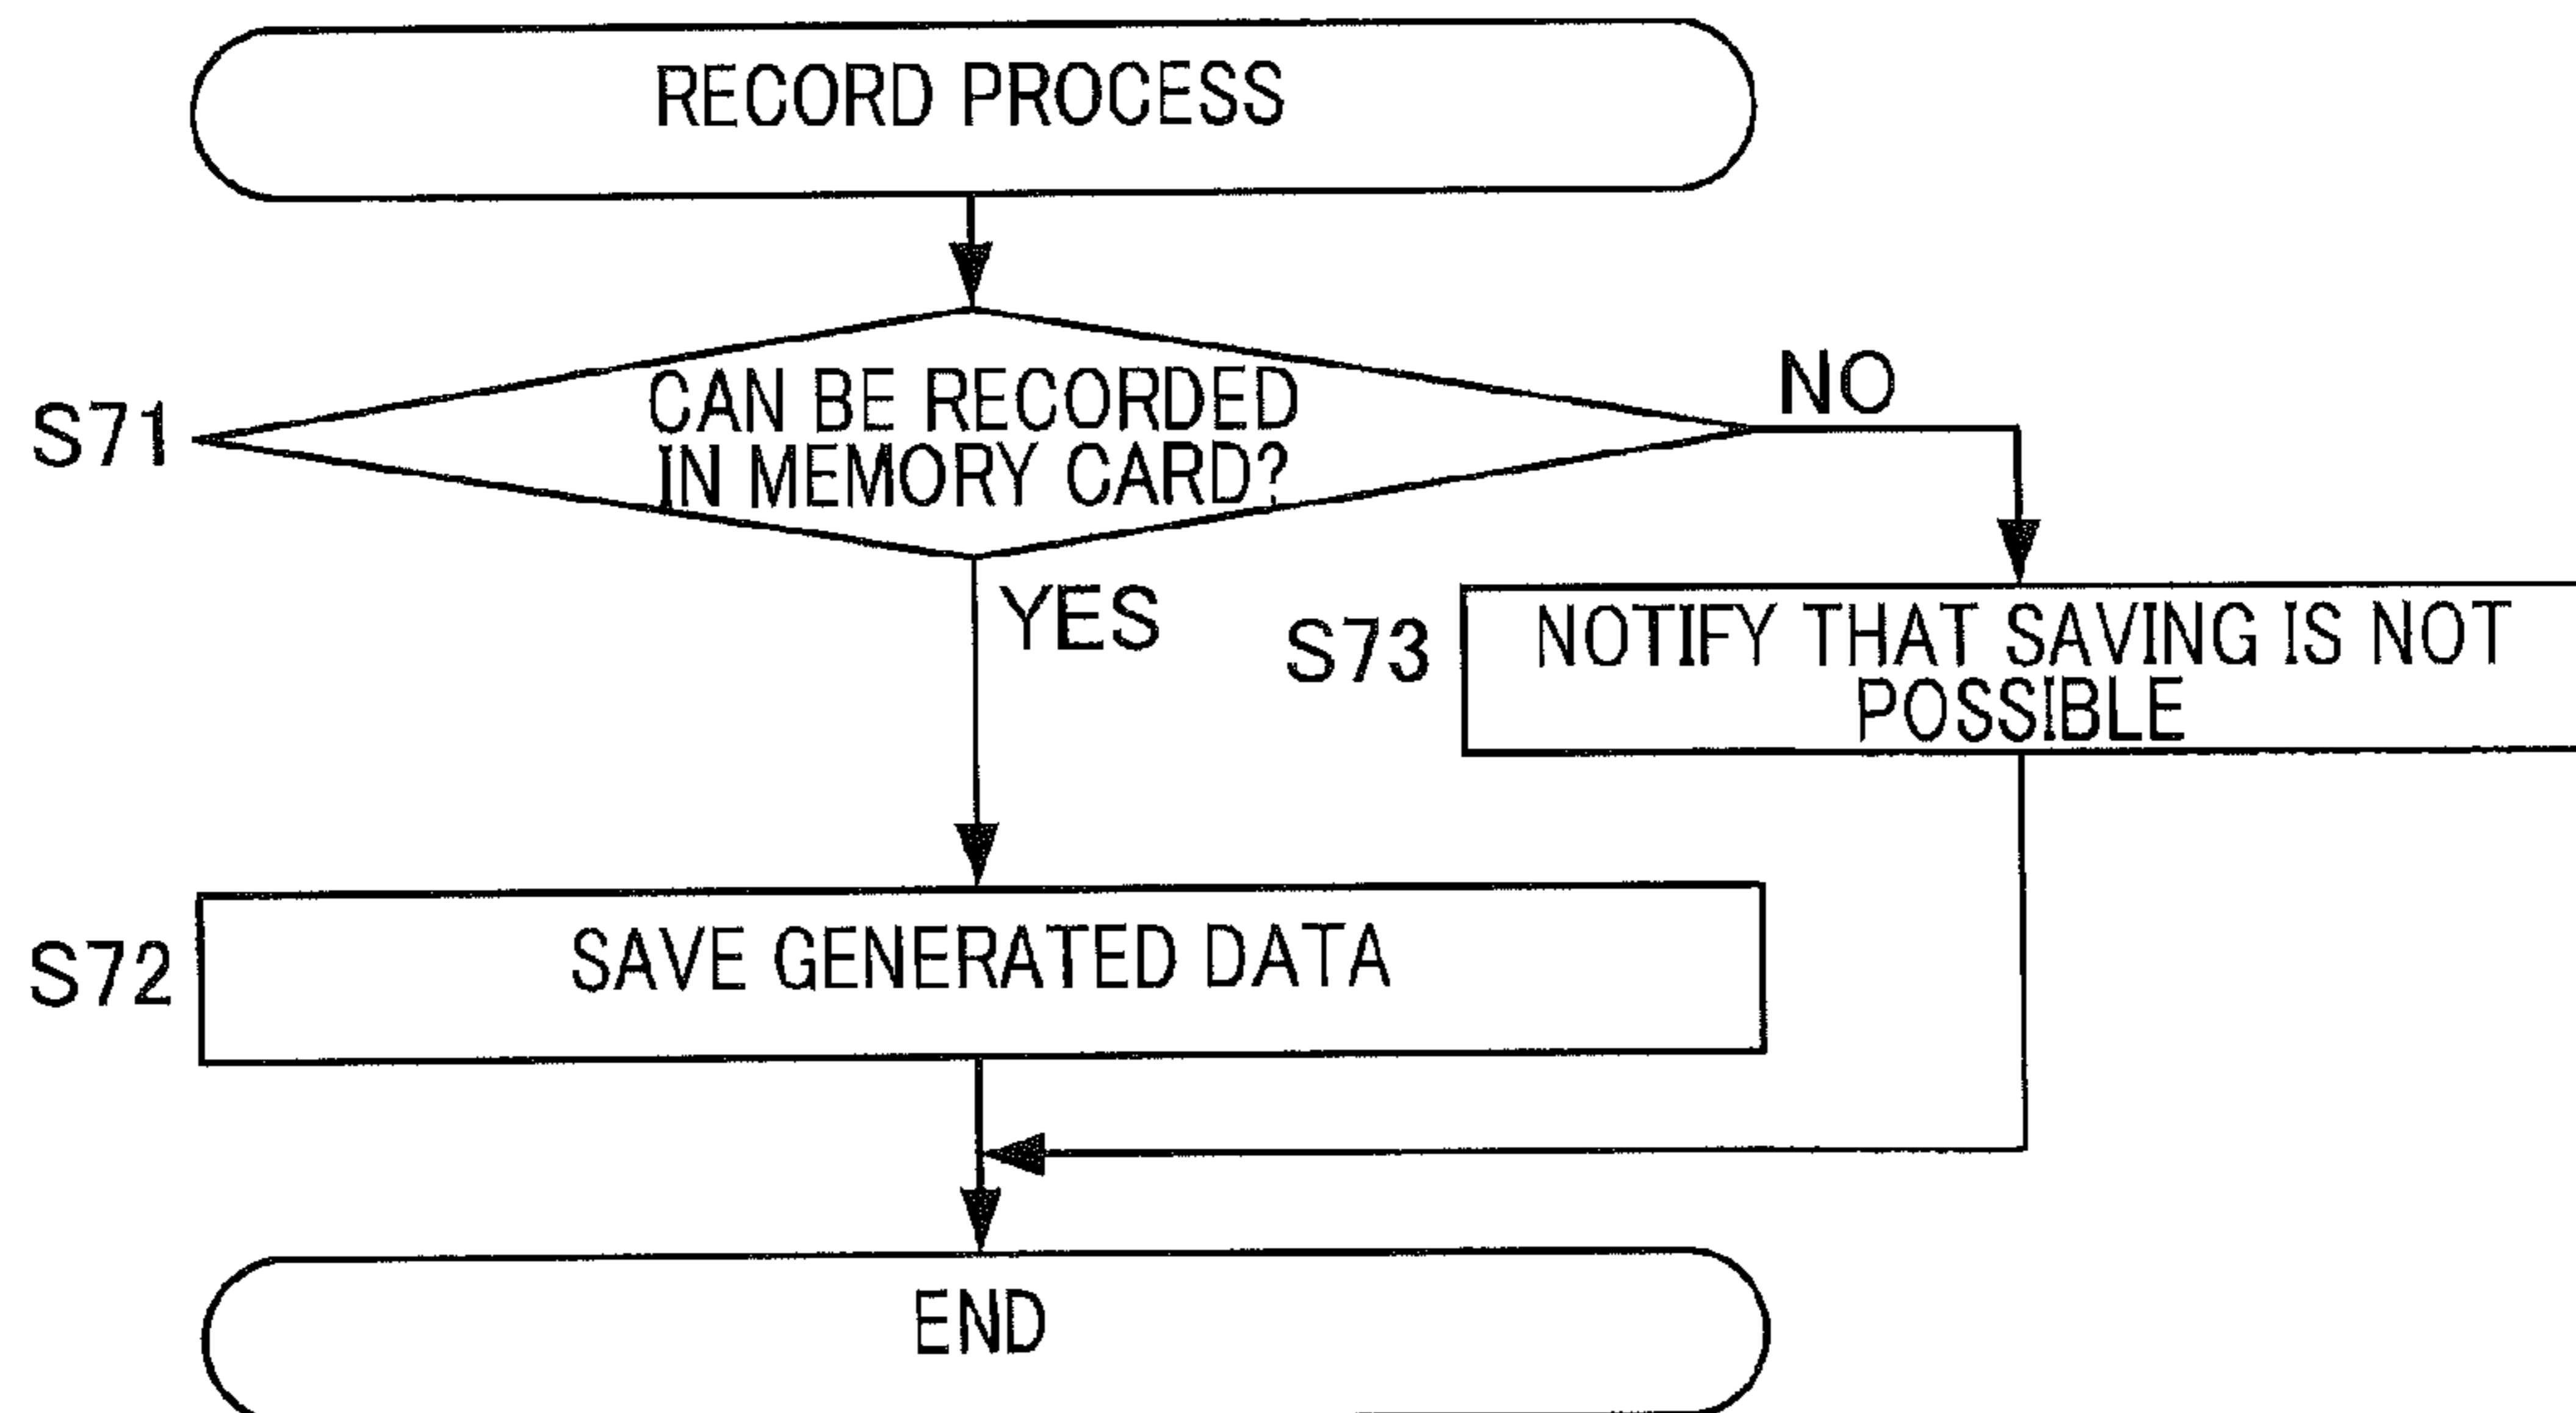 RECORD PROCESS
S71
CAN BE RECORDED
IN MEMORY CARD?
NO
YES
S73
NOTIFY THAT SAVING IS NOT
POSSIBLE
S72
SAVE GENERATED DATA
END